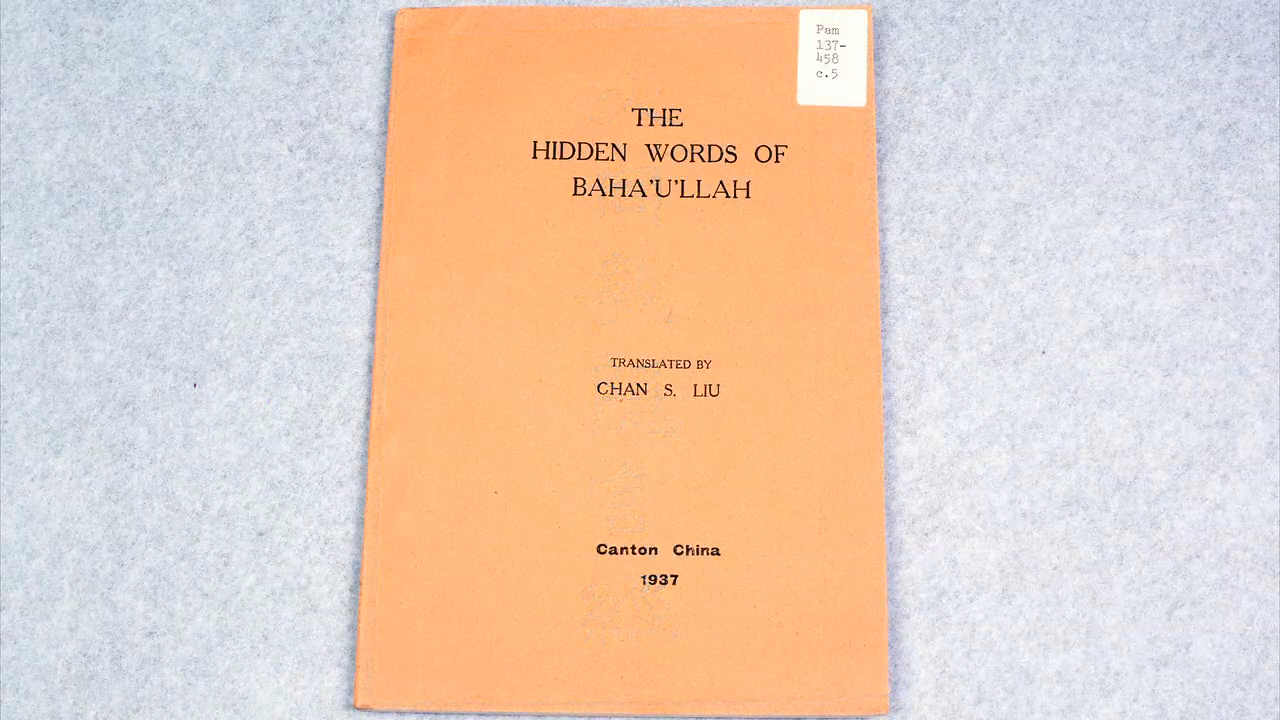 Pam
137-
458
c.5
THE
HIDDEN WORDS OF
BAHA'U'LLAH
TRANSLATED BY
CHAN S. LIU
Canton China
1937